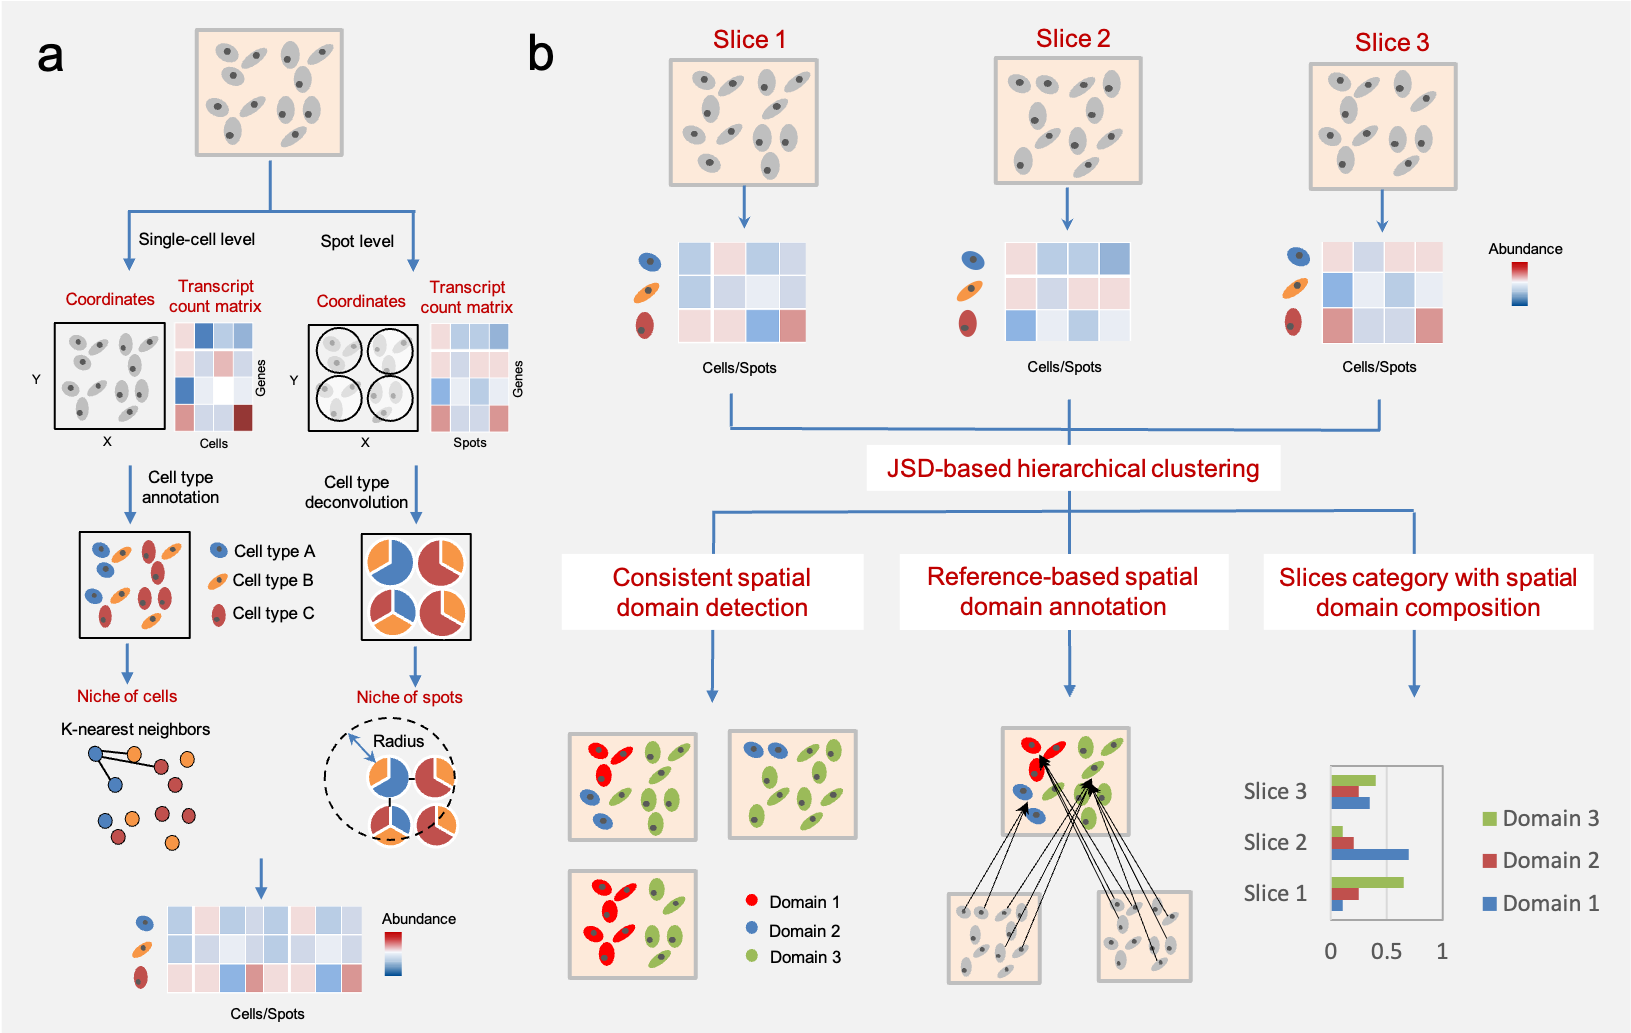 a
Single-cell level
Spot level
Coordinates
Transcript
count matrix
Y
X
Genes
Cells
Coordinates
Transcript
count matrix
Y
X
Genes
Spots
Cell type
annotation
Cell type
deconvolution
Cell type A
Cell type B
Cell type C
Niche of cells
K-nearest neighbors
Niche of spots
Radius
Abundance
Cells/Spots
b
Slice 1
Slice 2
Slice 3
Abundance
Cells/Spots
Cells/Spots
Cells/Spots
JSD-based hierarchical clustering
Consistent spatial
domain detection
Reference-based spatial
domain annotation
Slices category with spatial
domain composition
Domain 1
Domain 2
Domain 3
Slice 3
Slice 2
Slice 1
0 0.5 1
Domain 3
Domain 2
Domain 1